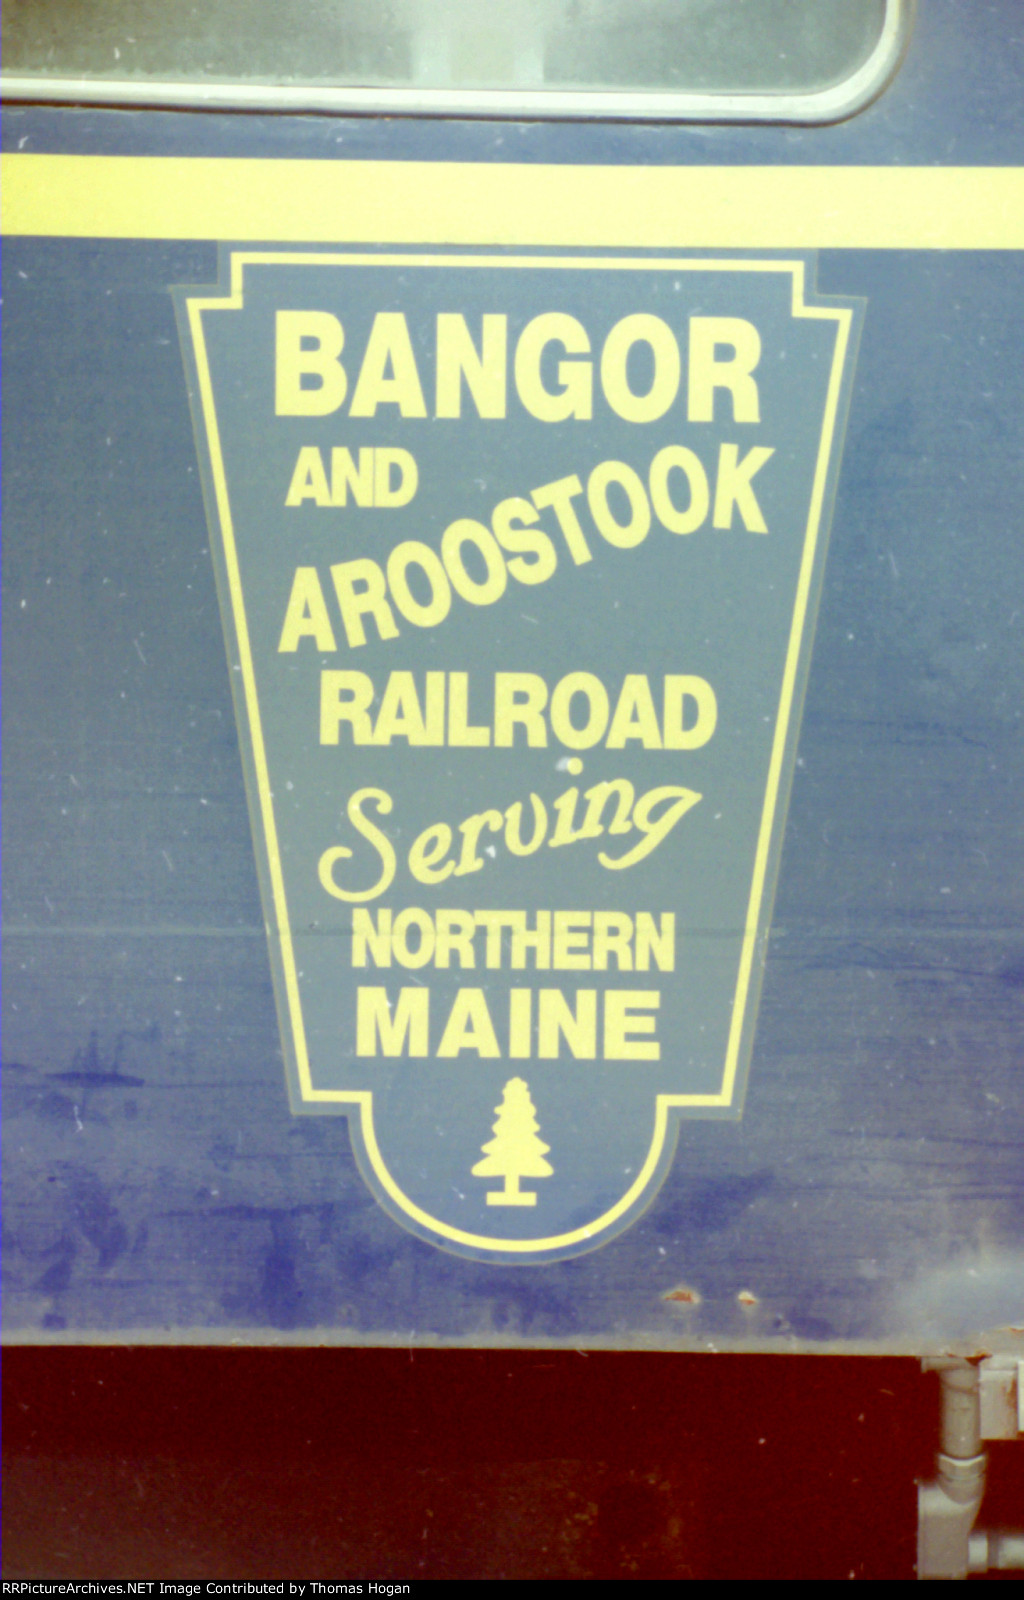 BANGOR
AND
AROOSTOOK
RAILROAD
Serving
NORTHERN
MAINE
RRPictureArchives.NET Image Contributed by Thomas Hogan